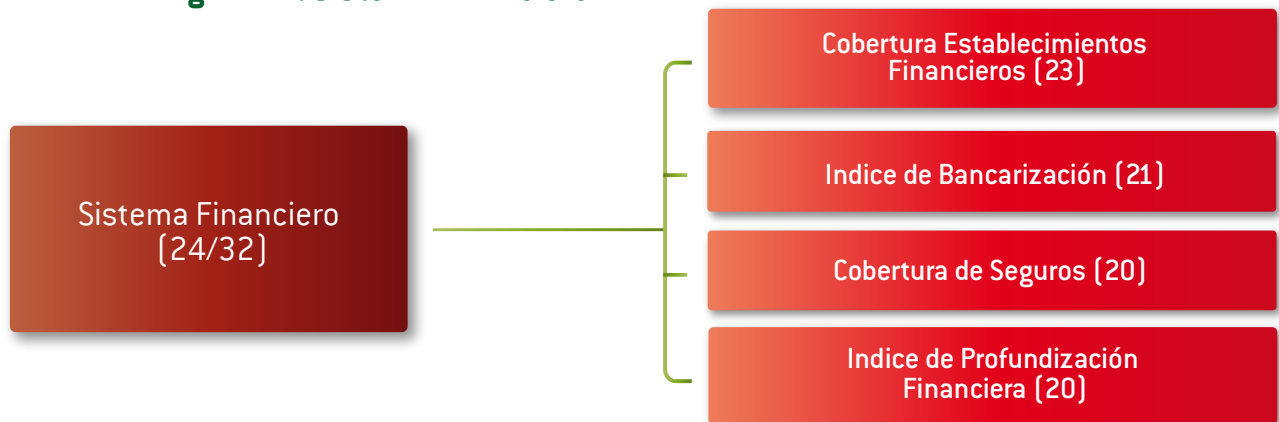 Sistema Financiero
(24/32)
Cobertura Establecimientos
Financieros (23)
Indice de Bancarización (21)
Cobertura de Seguros (20)
Indice de Profundización
Financiera (20)